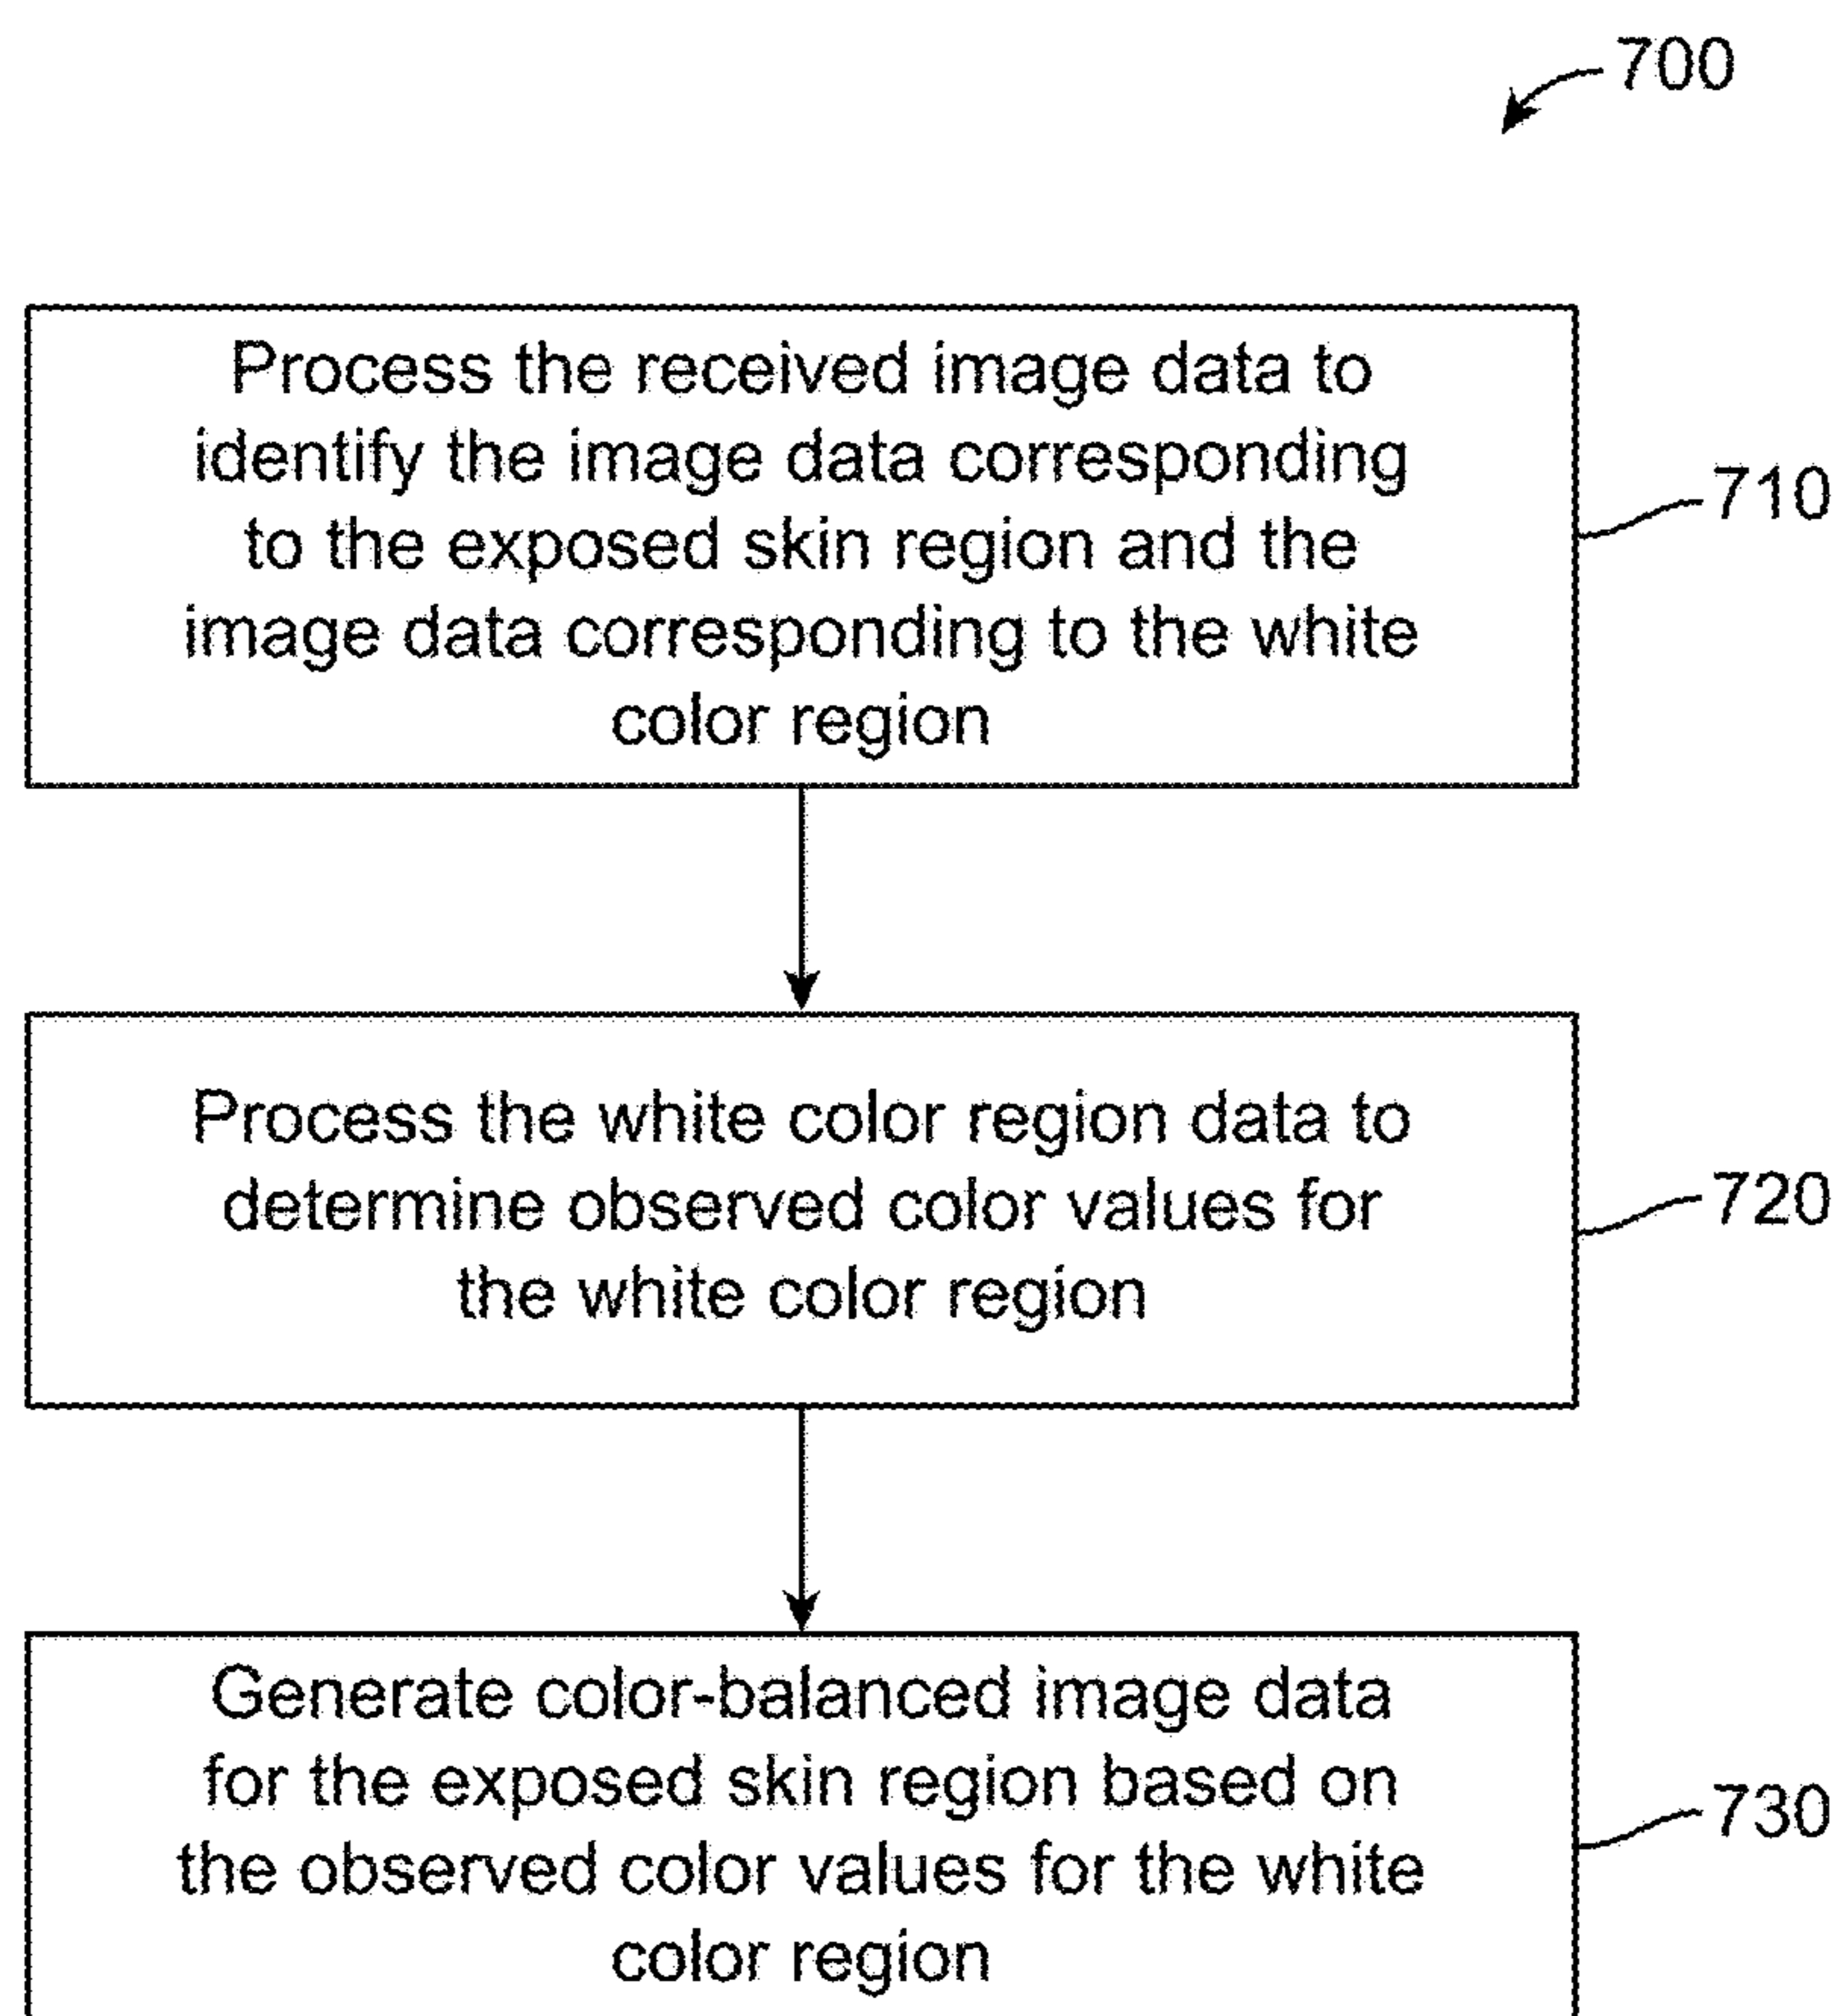 700
Process the received image data to
identify the image data corresponding
to the exposed skin region and the
image data corresponding to the white
color region
710
Process the white color region data to
determine observed color values for
the white color region
720
Generate color-balanced image data
for the exposed skin region based on
the observed color values for the white
color region
730